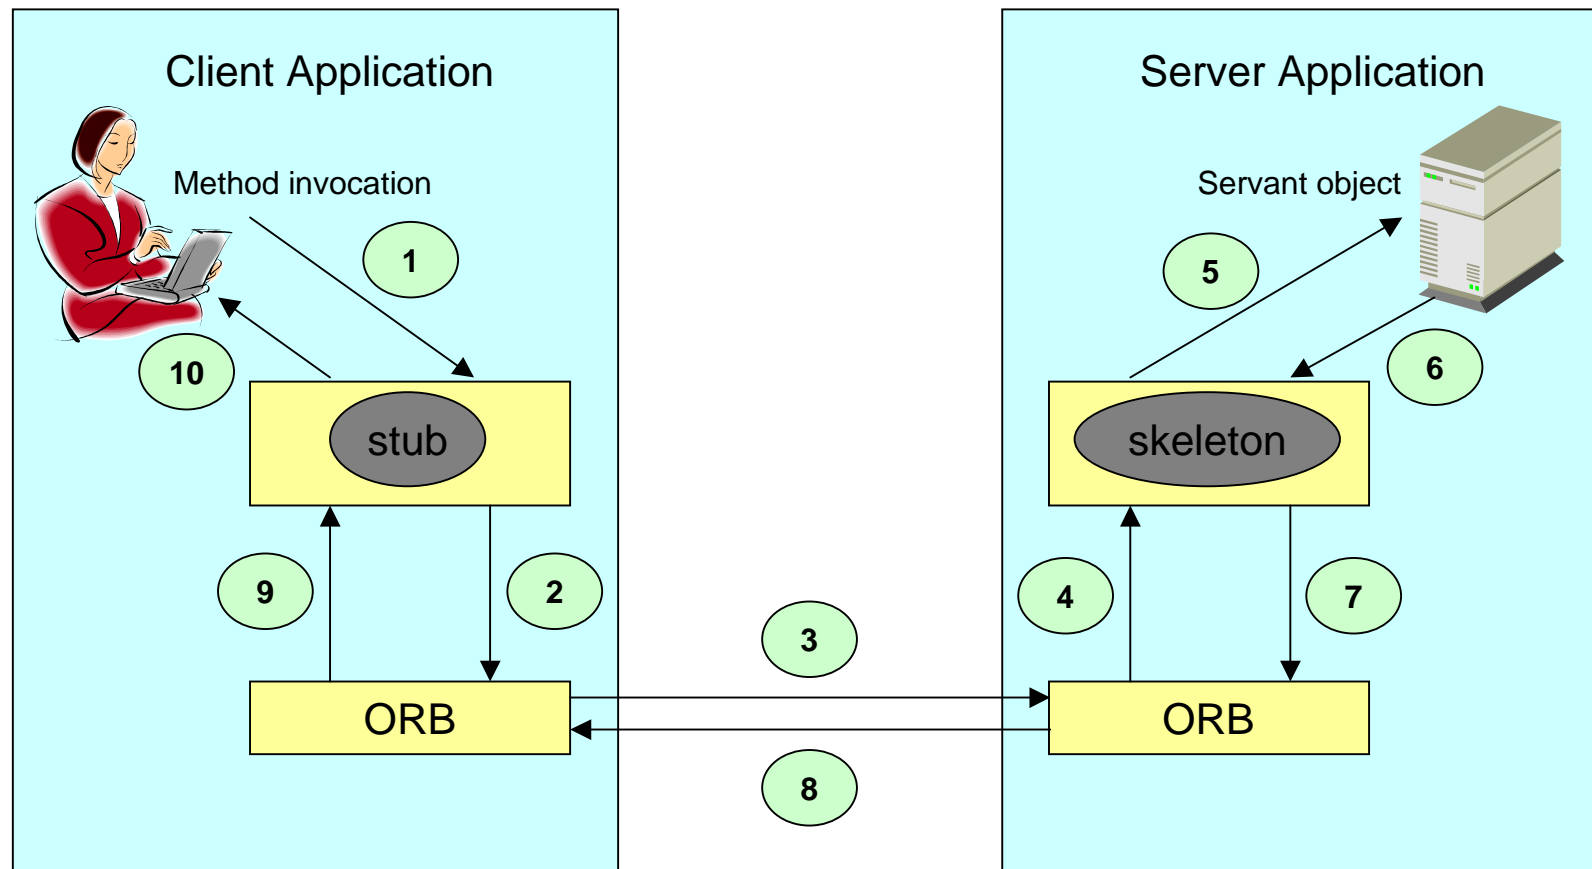 Client Application
Server Application
Method invocation
Servant object
1
5
10
6
stub
skeleton
9
2
4
7
3
ORB
ORB
8